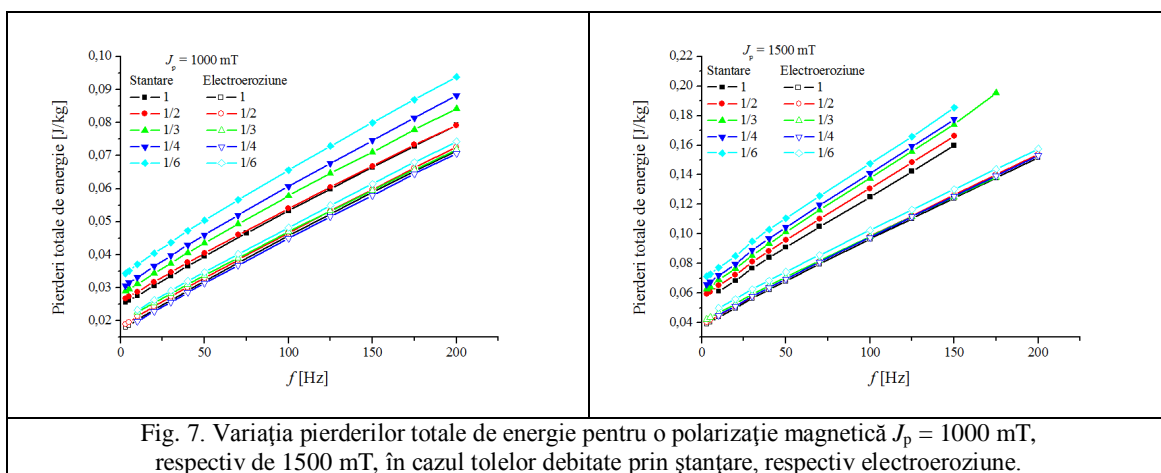 J_p = 1000 mT
Stantare Electroeroziune
1 1
1/2 1/2
1/3 1/3
1/4 1/4
1/6 1/6
0,10
0,09
0,08
0,07
0,06
0,05
0,04
0,03
0,02
Pierderi totale de energie [J/kg]
0 50 100 150 200
f [Hz]
J_p = 1500 mT
Stantare Electroeroziune
1 1
1/2 1/2
1/3 1/3
1/4 1/4
1/6 1/6
0,22
0,20
0,18
0,16
0,14
0,12
0,10
0,08
0,06
0,04
Pierderi totale de energie [J/kg]
0 50 100 150 200
f [Hz]
Fig. 7. Variaţia pierderilor totale de energie pentru o polarizaţie magnetică J_p = 1000 mT,
respectiv de 1500 mT, în cazul tolelor debitate prin ştanţare, respectiv electroeroziune.